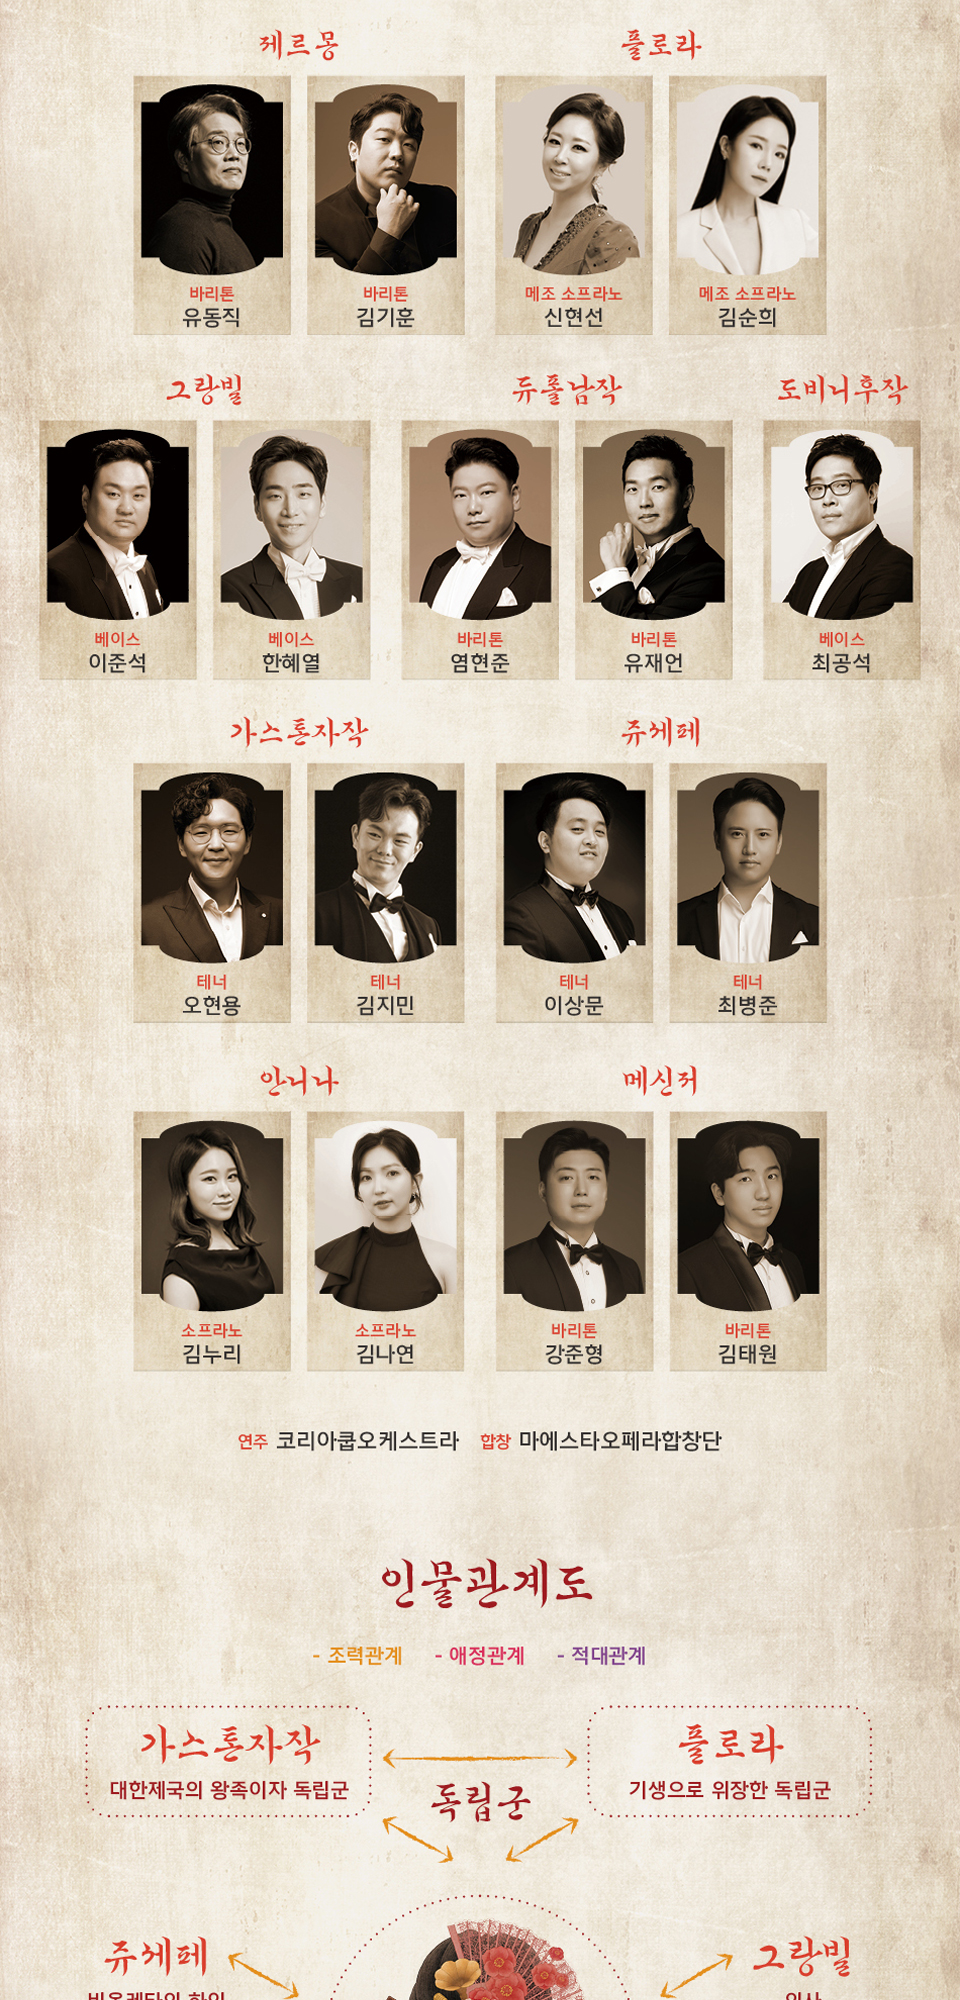 제르몽 플로라
바리톤 바리톤 메조 소프라노 메조 소프라노
유동직 김기훈 신현선 김순희
그랑빌 듀폴남작 도비니후작
베이스 베이스 바리톤 바리톤 베이스
이준석 한혜열 염현준 유재언 최공석
가스톤자작 쥬세페
테너 테너 테너 테너
오현용 김지민 이상문 최병준
안니나 메신저
소프라노 소프라노 바리톤 바리톤
김누리 김나연 강준형 김태원
연주 코리아쿱오케스트라 합창 마에스타오페라합창단
인물관계도
- 조력관계 - 애정관계 - 적대관계
가스톤자작 플로라
대한제국의 왕족이자 독립군 기생으로 위장한 독립군
독립군
쥬세페 그랑빌